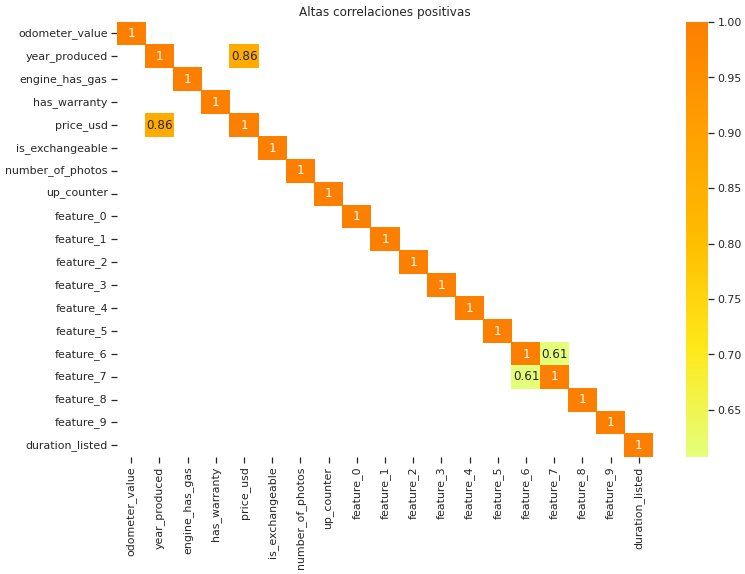 Altas correlaciones positivas
odometer_value 1 1.00
year_produced 1 0.86
engine_has_gas 1 0.95
has_warranty 1
price_usd 0.86 1 0.90
is_exchangeable 1
number_of_photos 1 0.85
up_counter 1
feature_0 1
feature_1 1 0.80
feature_2 1
feature_3 1 0.75
feature_4 1
feature_5 1
feature_6 1 0.61 0.70
feature_7 0.61 1
feature_8 1
feature_9 1 0.65
duration_listed 1
odometer_value
year_produced
engine_has_gas
has_warranty
price_usd
is_exchangeable
number_of_photos
up_counter
feature_0
feature_1
feature_2
feature_3
feature_4
feature_5
feature_6
feature_7
feature_8
feature_9
duration_listed